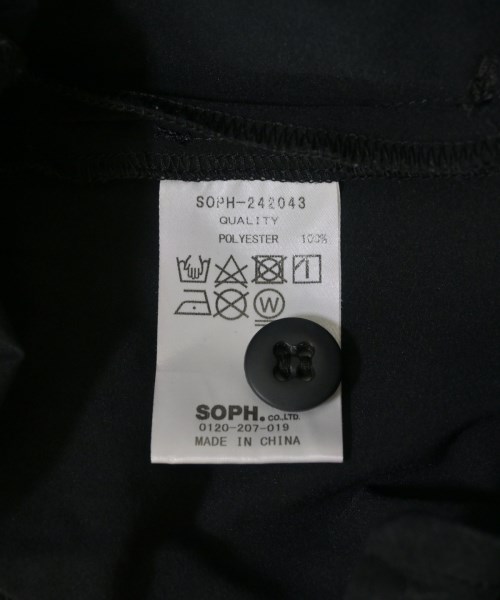 SOPH-242043
QUALITY
POLYESTER 100%
W
SOPH. CO.,LTD.
0120-207-019
MADE IN CHINA